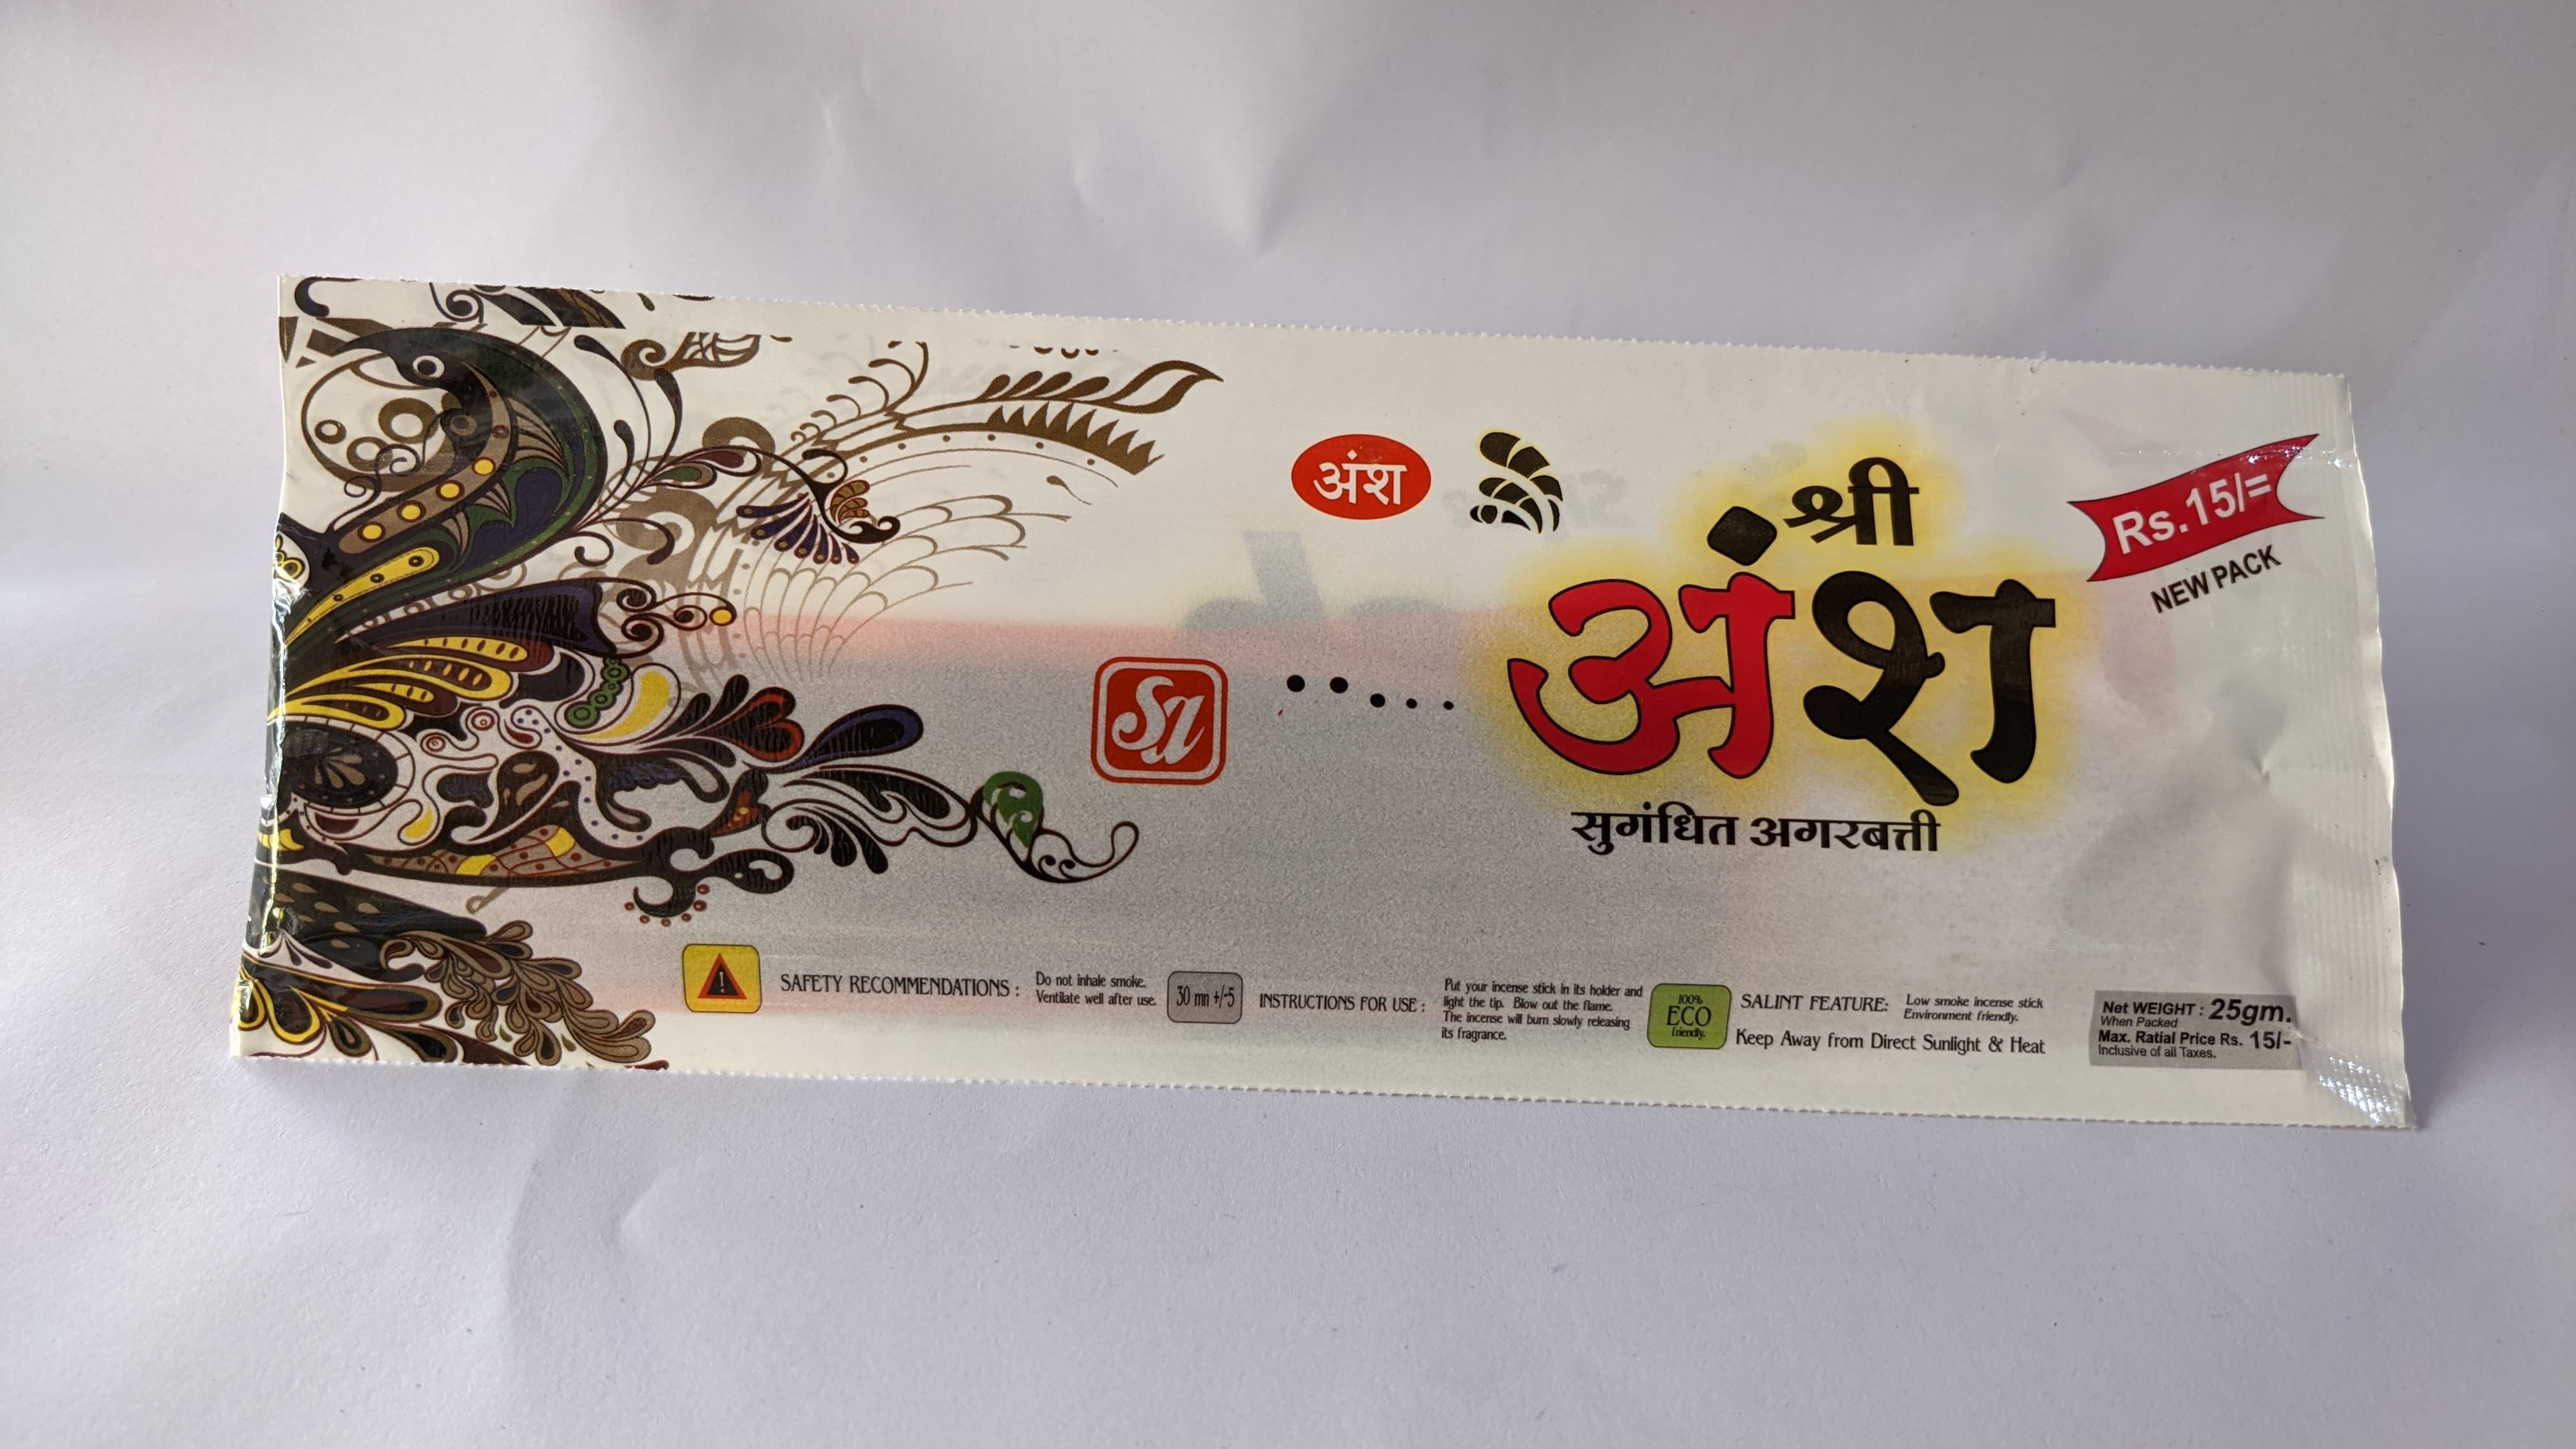 अंश
श्री
अंश
सुगंधित अगरबत्ती
Rs.15/=
NEW PACK
Sa
SAFETY RECOMMENDATIONS :
Do not inhale smoke.
Ventilate well after use.
30 mn +/-5
INSTRUCTIONS FOR USE :
Put your incense stick in its holder and
light the tip. Blow out the flame.
The incense will burn slowly releasing
its fragrance.
100%
ECO
friendly.
SALINT FEATURE:
Low smoke incense stick
Environment friendly.
Keep Away from Direct Sunlight & Heat
Net WEIGHT : 25gm.
When Packed
Max. Ratial Price Rs. 15/-
Inclusive of all Taxes.